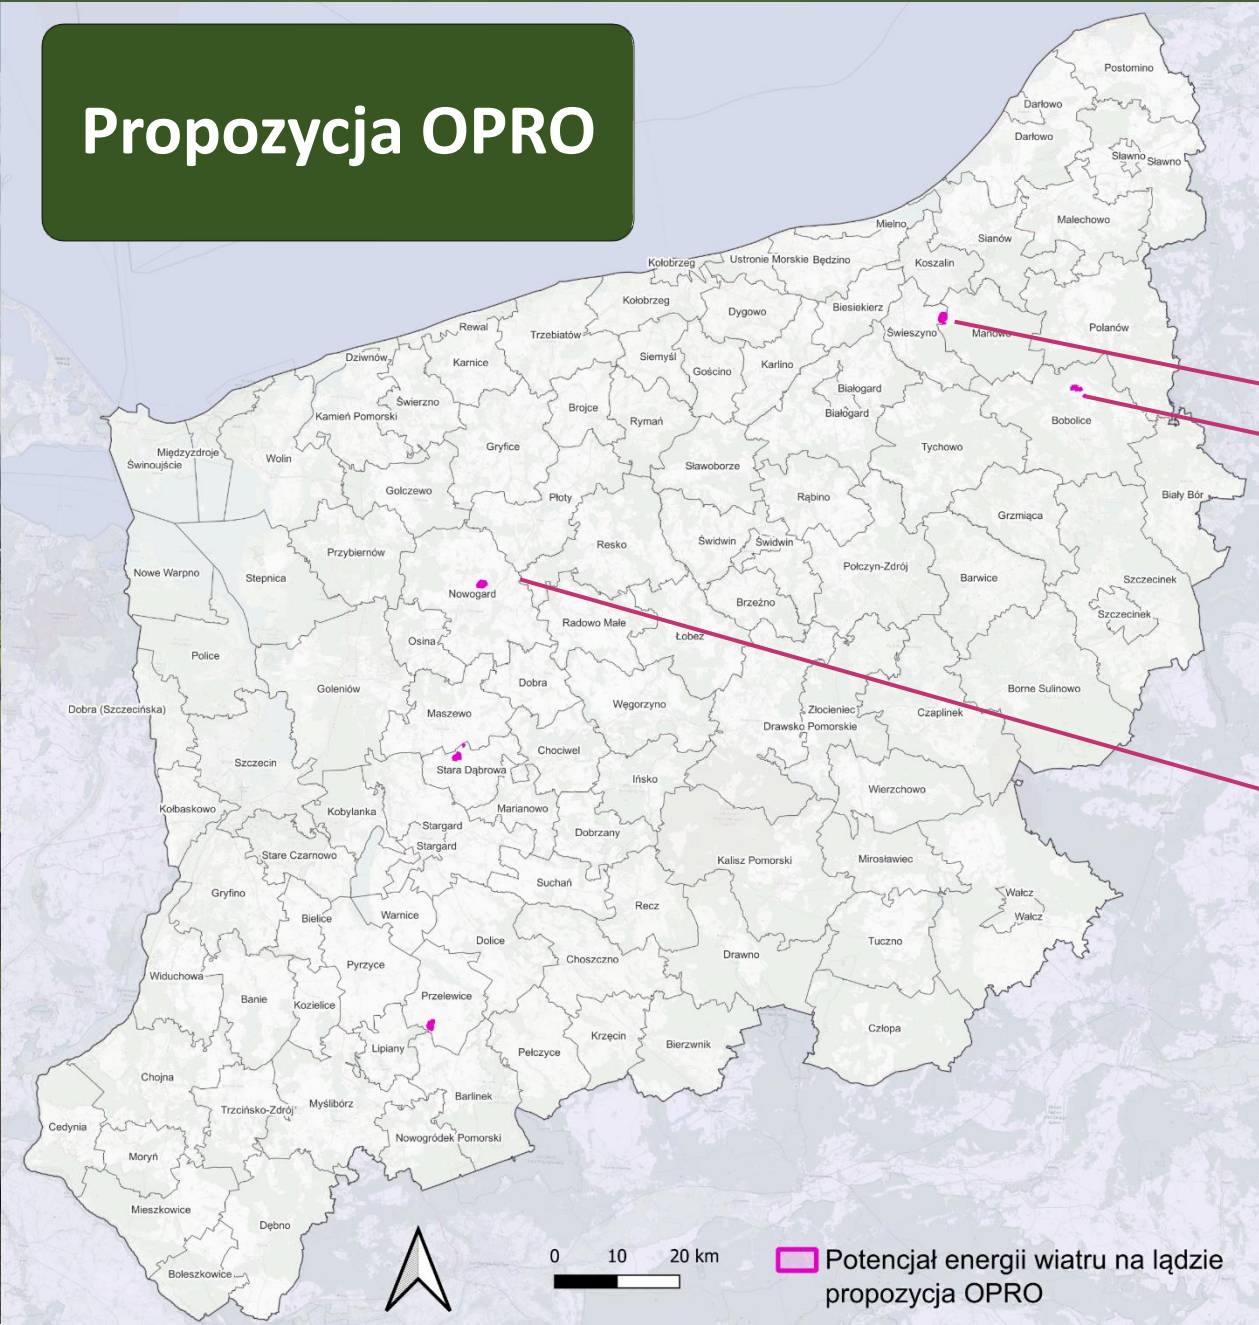 Propozycja OPRO
Postomino
Darłowo
Darłowo
Sławno
Sławno
Malechowo
Mielno
Sianów
Koszalin
Ustronie Morskie
Będzino
Kołobrzeg
Kołobrzeg
Dygowo
Biesiekierz
Świeszyno
Manowo
Polanów
Rewal
Trzebiatów
Dziwnów
Karnice
Siemyśl
Gościno
Karlino
Białogard
Białogard
Bobolice
Świerzno
Kamień Pomorski
Brojce
Rymań
Gryfice
Tychowo
Międzyzdroje
Świnoujście
Wolin
Sławoborze
Golczewo
Płoty
Rąbino
Biały Bór
Grzmiąca
Resko
Świdwin
Świdwin
Przybiernów
Nowe Warpno
Stepnica
Połczyn-Zdrój
Barwice
Szczecinek
Szczecinek
Nowogard
Brzeżno
Radowo Małe
Łobez
Osina
Police
Goleniów
Dobra
Węgorzyno
Borne Sulinowo
Dobra (Szczecińska)
Maszewo
Złocieniec
Czaplinek
Drawsko Pomorskie
Chociwel
Szczecin
Stara Dąbrowa
Ińsko
Wierzchowo
Kołbaskowo
Kobylanka
Marianowo
Stargard
Stargard
Dobrzany
Stare Czarnowo
Kalisz Pomorski
Mirosławiec
Suchań
Gryfino
Wałcz
Wałcz
Bielice
Warnice
Recz
Dolice
Tuczno
Choszczno
Drawno
Pyrzyce
Widuchowa
Banie
Kozielice
Przelewice
Człopa
Krzęcin
Bierzwnik
Lipiany
Pełczyce
Chojna
Barlinek
Trzcińsko-Zdrój
Myślibórz
Cedynia
Nowogródek Pomorski
Moryń
Mieszkowice
Dębno
Boleszkowice
0 10 20 km
Potencjał energii wiatru na lądzie
propozycja OPRO